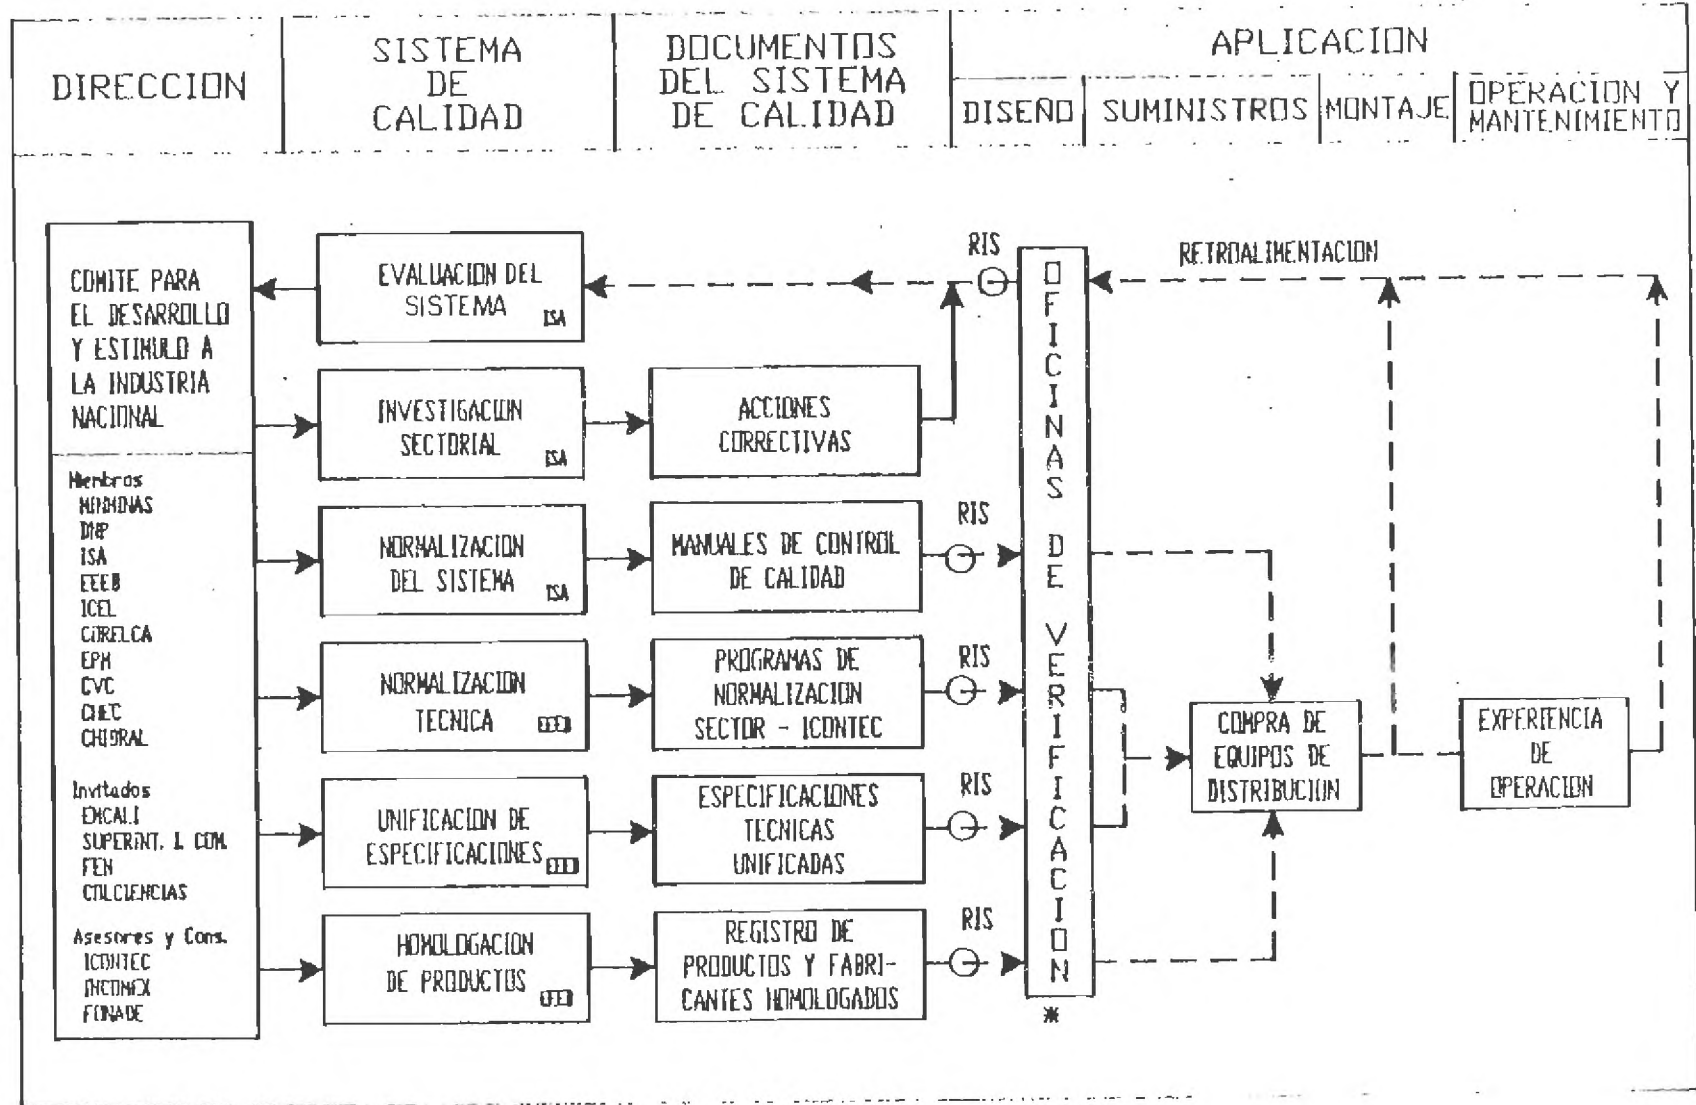 DIRECCION
SISTEMA
DE
CALIDAD
DOCUMENTOS
DEL SISTEMA
DE CALIDAD
APLICACION
DISEÑO
SUMINISTROS
MONTAJE
OPERACION Y
MANTENIMIENTO
COMITE PARA
EL DESARROLLO
Y ESTIMULO A
LA INDUSTRIA
NACIONAL
Miembros
MINMINAS
DNP
ISA
EEEB
ICEL
CORELCA
EPM
CVC
CHEC
CHIDRAL
Invitados
EMCALI
SUPERINT. I. COM.
FEN
COLCIENCIAS
Asesores y Cons.
ICONTEC
INCOMEX
FONADE
EVALUACION DEL
SISTEMA
ISA
INVESTIGACION
SECTORIAL
ISA
NORMALIZACION
DEL SISTEMA
ISA
NORMALIZACION
TECNICA
EEEB
UNIFICACION DE
ESPECIFICACIONES
EEEB
HOMOLOGACION
DE PRODUCTOS
EEEB
ACCIONES
CORRECTIVAS
MANUALES DE CONTROL
DE CALIDAD
PROGRAMAS DE
NORMALIZACION
SECTOR - ICONTEC
ESPECIFICACIONES
TECNICAS
UNIFICADAS
REGISTRO DE
PRODUCTOS Y FABRI-
CANTES HOMOLOGADOS
RIS
RIS
RIS
RIS
RIS
OFICINAS DE VERIFICACION
*
RETROALIMENTACION
COMPRA DE
EQUIPOS DE
DISTRIBUCION
EXPERIENCIA
DE
OPERACION